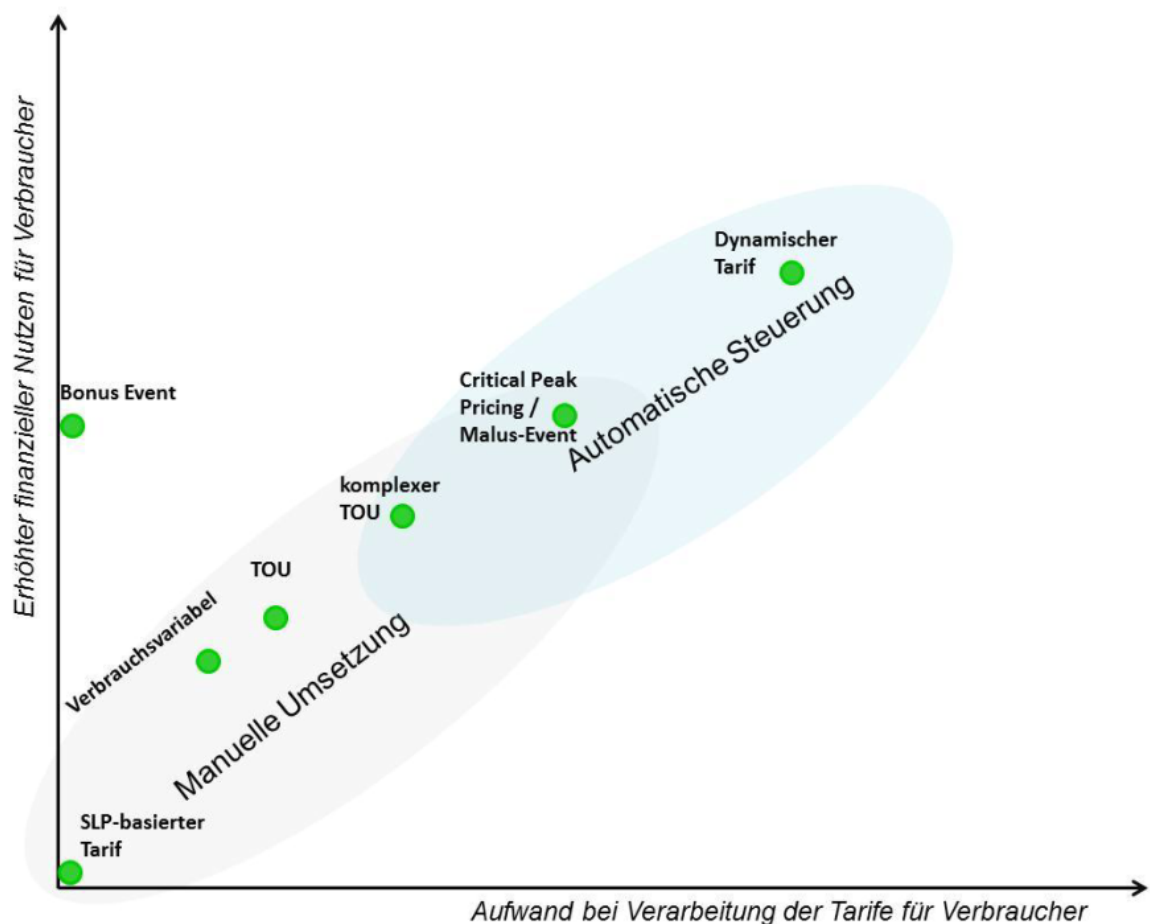 Erhöhter finanzieller Nutzen für Verbraucher
Dynamischer
Tarif
Automatische Steuerung
Critical Peak
Pricing /
Malus-Event
Bonus Event
komplexer
TOU
TOU
Verbrauchsvariabel
Manuelle Umsetzung
SLP-basierter
Tarif
Aufwand bei Verarbeitung der Tarife für Verbraucher